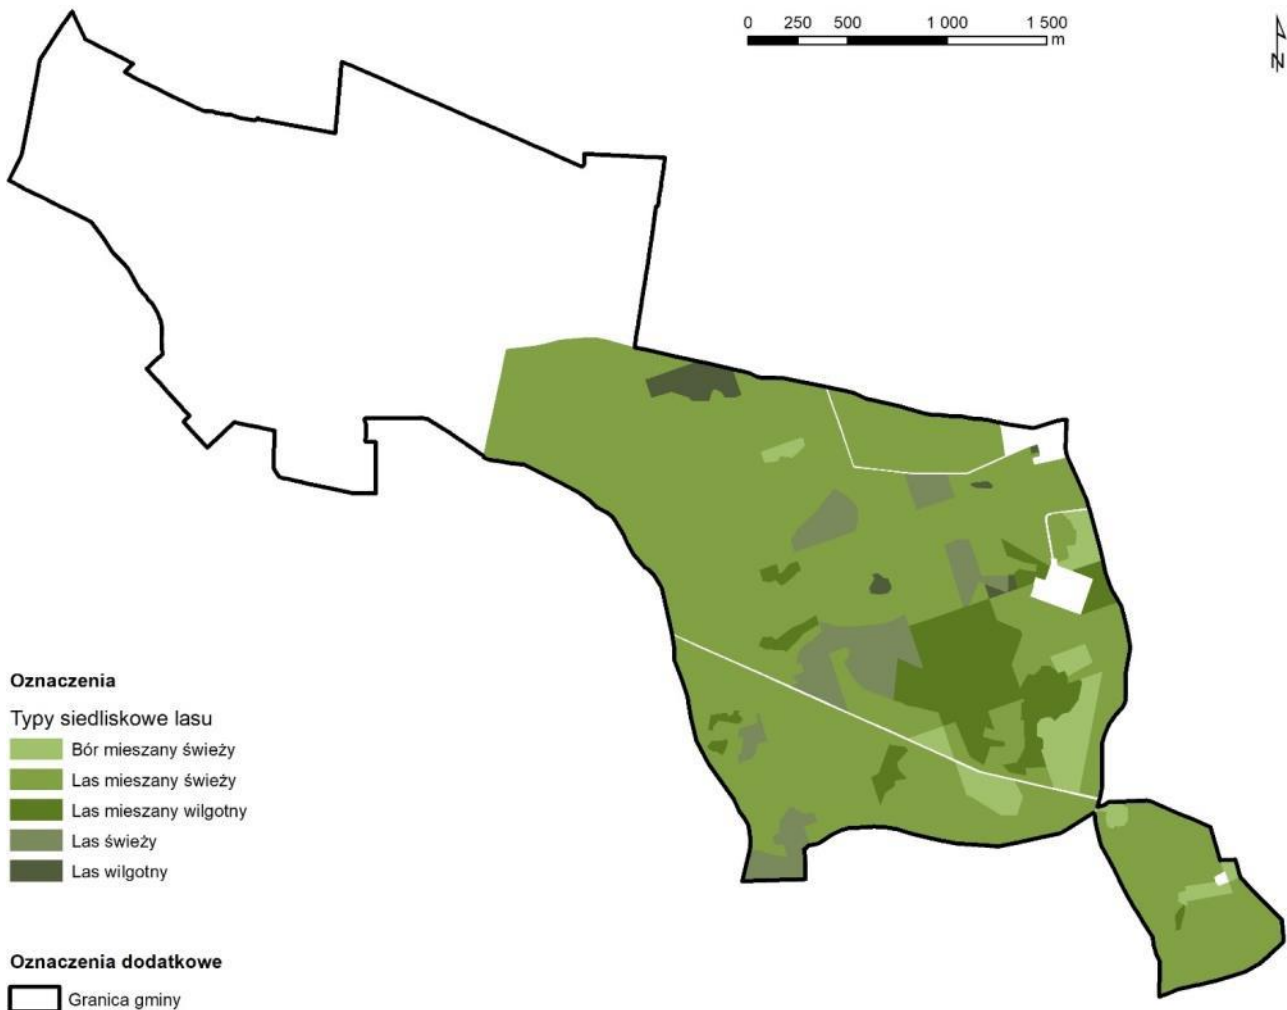 0 250 500 1 000 1 500
m
N
Oznaczenia
Typy siedliskowe lasu
Bór mieszany świeży
Las mieszany świeży
Las mieszany wilgotny
Las świeży
Las wilgotny
Oznaczenia dodatkowe
Granica gminy